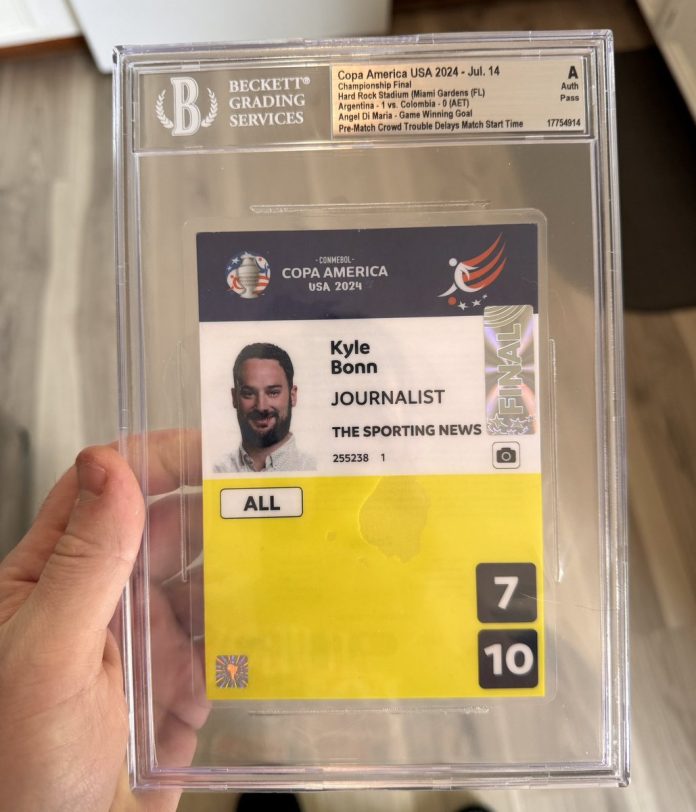 BECKETT®
GRADING
SERVICES
B
Copa America USA 2024 - Jul. 14
Championship Final
Hard Rock Stadium (Miami Gardens (FL)
Argentina - 1 vs. Colombia - 0 (AET)
Angel Di Maria - Game Winning Goal
Pre-Match Crowd Trouble Delays Match Start Time
A
Auth
Pass
17754914
-CONMEBOL-
COPA AMERICA
USA 2024
Kyle
Bonn
JOURNALIST
THE SPORTING NEWS
255238 1
FINAL
ALL
7
10